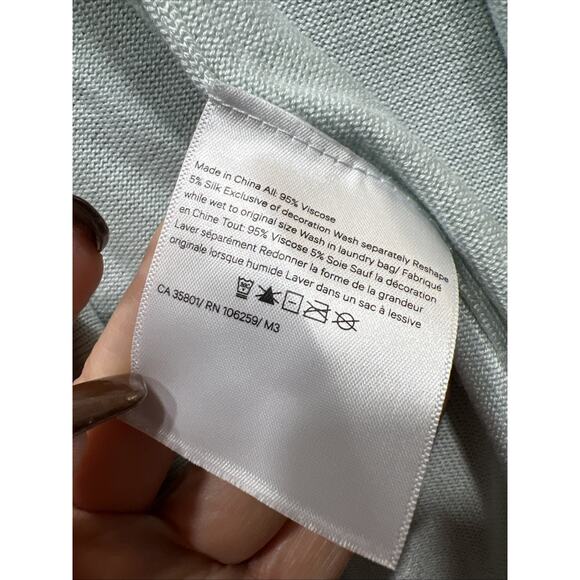 Made in China All: 95% Viscose
5% Silk Exclusive of decoration Wash separately Reshape
while wet to original size Wash in laundry bag/ Fabriqué
en Chine Tout: 95% Viscose 5% Soie Sauf la décoration
Laver séparément Redonner la forme de la grandeur
originale lorsque humide Laver dans un sac à lessive
CA 35801/ RN 106259/ M3